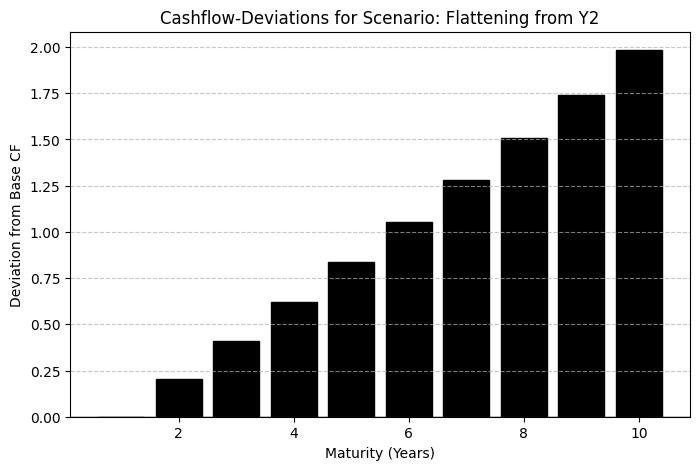 Cashflow-Deviations for Scenario: Flattening from Y2
Deviation from Base CF
2.00
1.75
1.50
1.25
1.00
0.75
0.50
0.25
0.00
2 4 6 8 10
Maturity (Years)